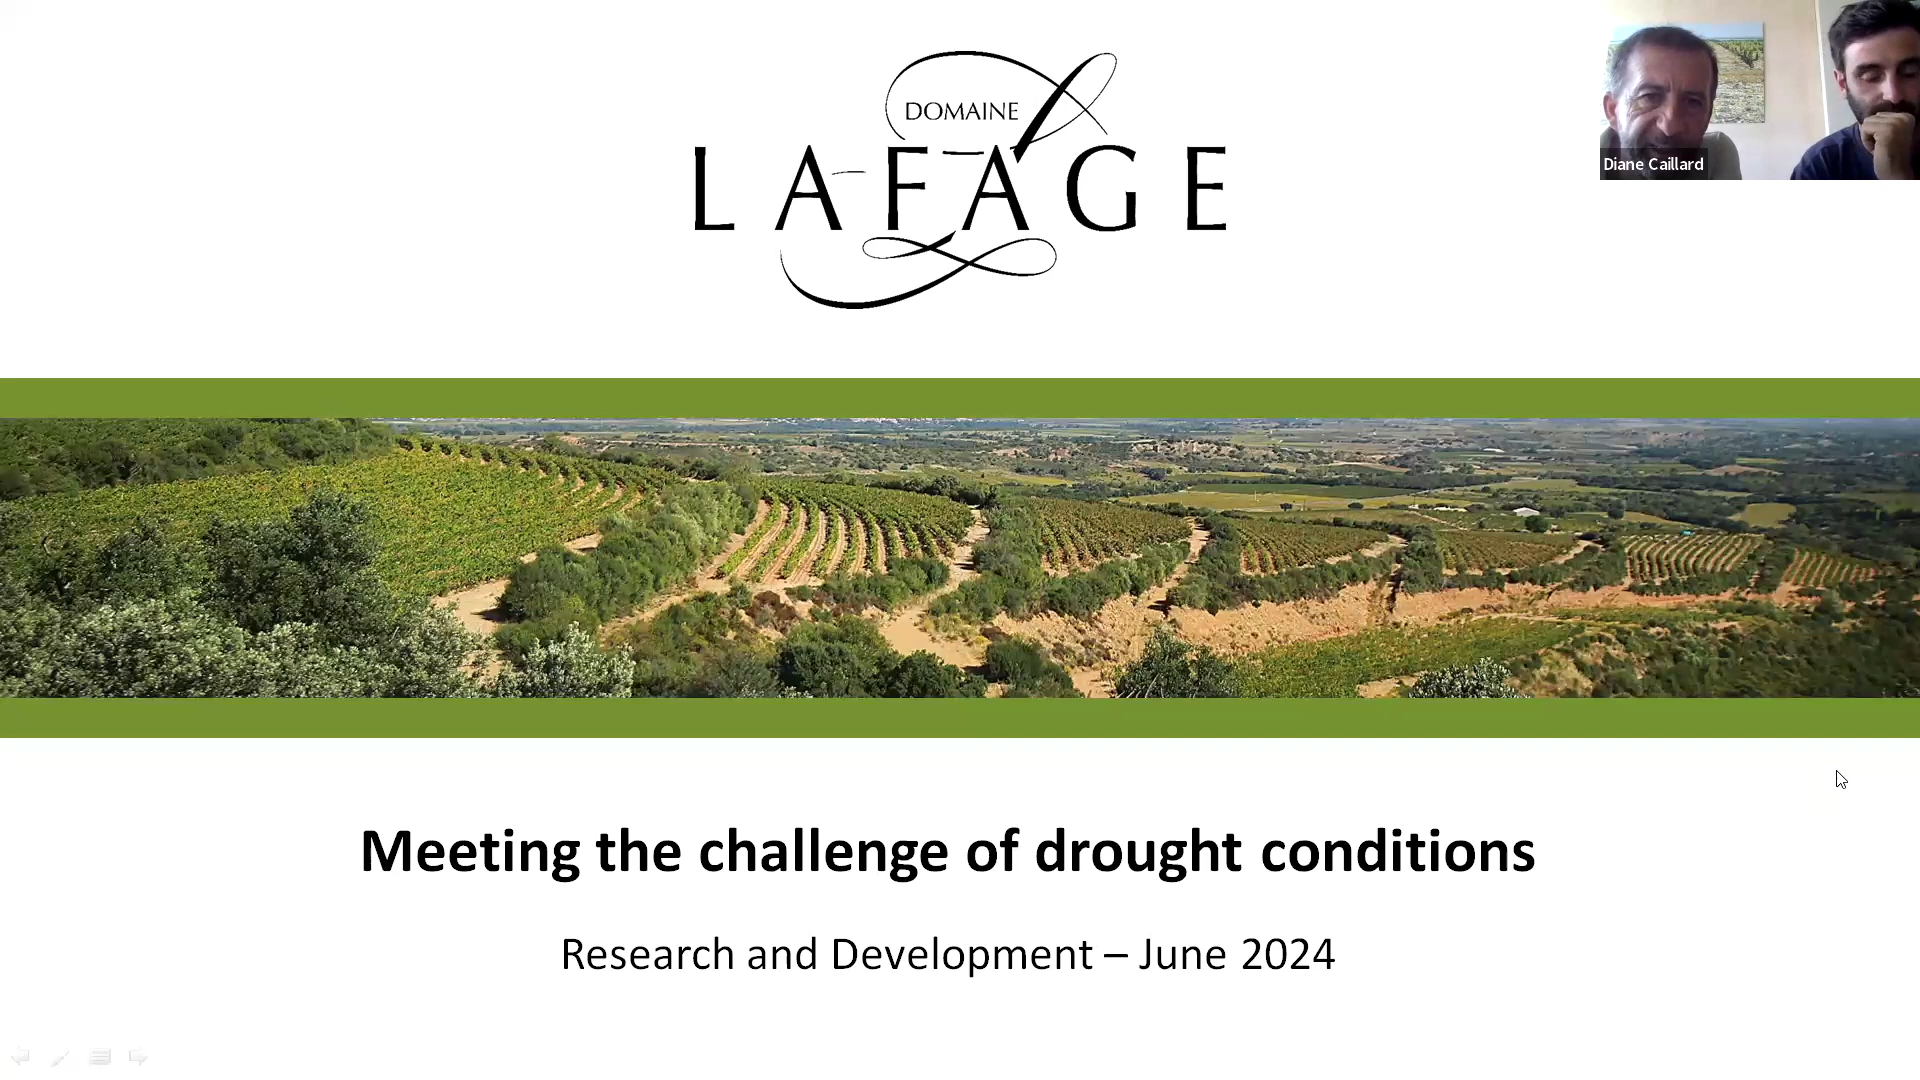 DOMAINE
LAFAGE
Diane Caillard
Meeting the challenge of drought conditions
Research and Development – June 2024